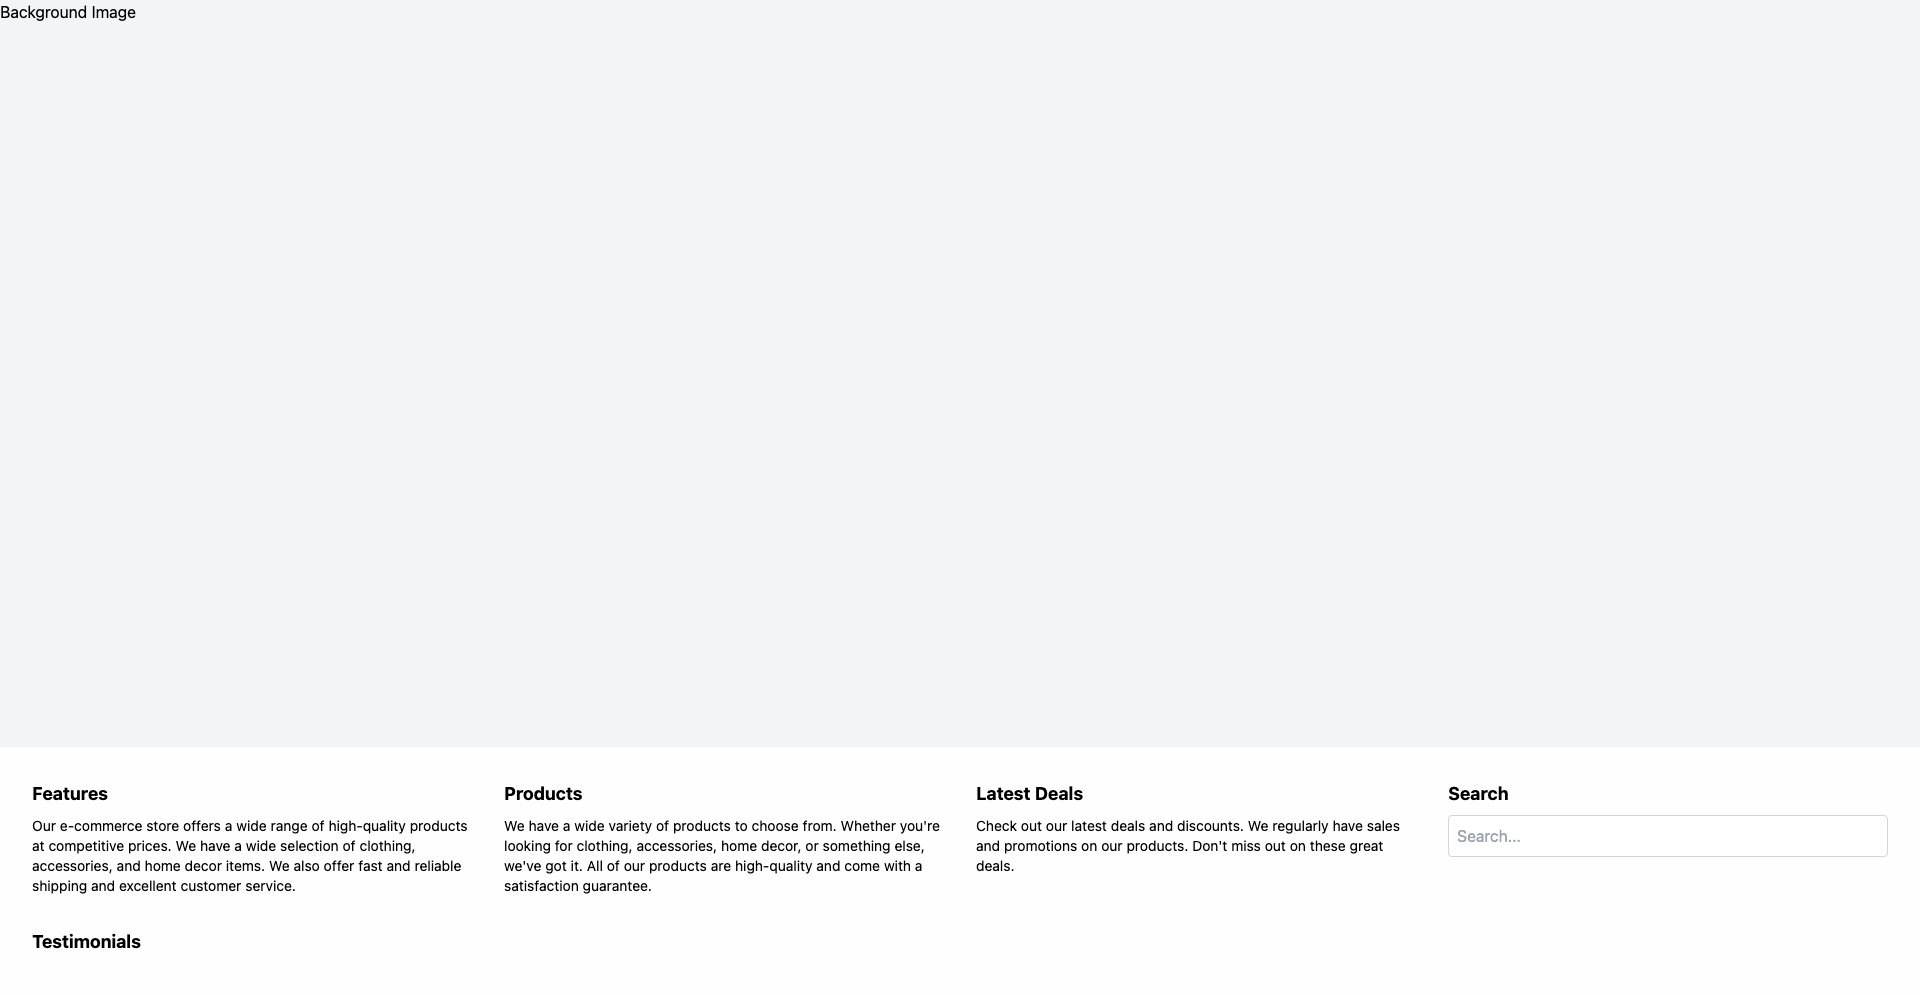 Background Image
Features
Our e-commerce store offers a wide range of high-quality products
at competitive prices. We have a wide selection of clothing,
accessories, and home decor items. We also offer fast and reliable
shipping and excellent customer service.
Products
We have a wide variety of products to choose from. Whether you're
looking for clothing, accessories, home decor, or something else,
we've got it. All of our products are high-quality and come with a
satisfaction guarantee.
Latest Deals
Check out our latest deals and discounts. We regularly have sales
and promotions on our products. Don't miss out on these great
deals.
Search
Search...
Testimonials